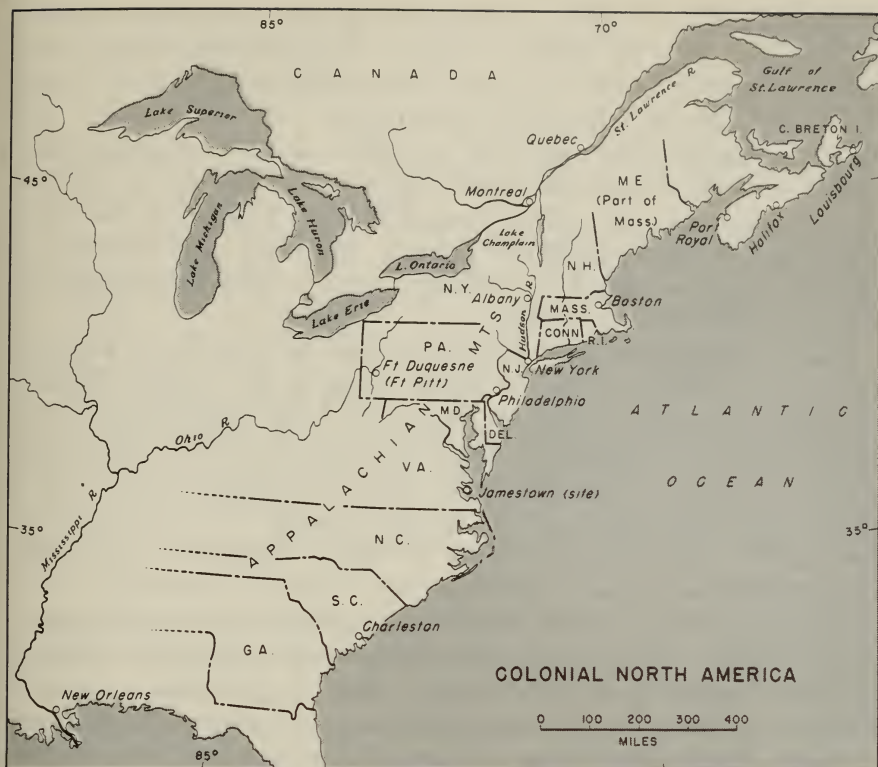 85°
70°
CANADA
Lake Superior
Gulf of
St. Lawrence
St. Lawrence R.
Quebec
C. BRETON I.
45°
Montreal
ME
(Part of
Mass.)
Louisbourg
Lake Michigan
Lake Huron
Lake
Champlain
Port
Royal
Halifax
L. Ontario
N.H.
N.Y.
Albany
Hudson R
Boston
MASS.
Lake Erie
CONN
R.I.
PA.
N.J.
New York
Ft Duquesne
(Ft Pitt)
Philadelphia
ATLANTIC
OCEAN
MD.
DEL.
Ohio R.
VA.
APPALACHIAN MTS
Jamestown (site)
Mississippi R
35°
N.C.
35°
S.C.
Charleston
GA.
COLONIAL NORTH AMERICA
New Orleans
0 100 200 300 400
MILES
85°